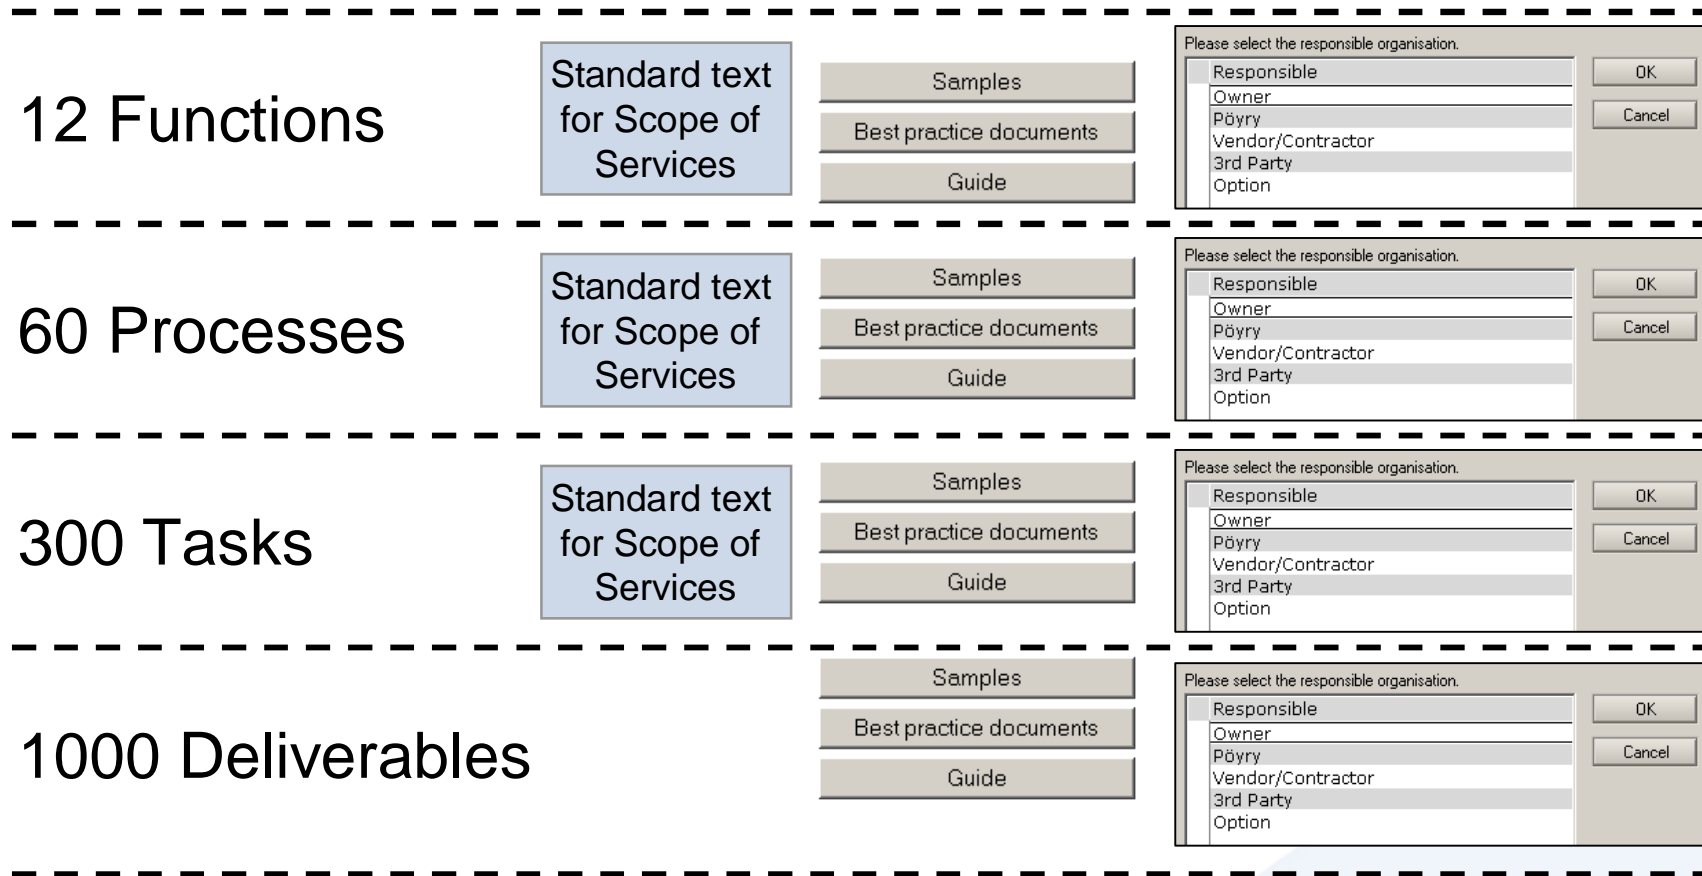 12 Functions
Standard text
for Scope of
Services
Samples
Best practice documents
Guide
Please select the responsible organisation.
Responsible
Owner
Pöyry
Vendor/Contractor
3rd Party
Option
OK
Cancel
60 Processes
Standard text
for Scope of
Services
Samples
Best practice documents
Guide
Please select the responsible organisation.
Responsible
Owner
Pöyry
Vendor/Contractor
3rd Party
Option
OK
Cancel
300 Tasks
Standard text
for Scope of
Services
Samples
Best practice documents
Guide
Please select the responsible organisation.
Responsible
Owner
Pöyry
Vendor/Contractor
3rd Party
Option
OK
Cancel
1000 Deliverables
Samples
Best practice documents
Guide
Please select the responsible organisation.
Responsible
Owner
Pöyry
Vendor/Contractor
3rd Party
Option
OK
Cancel